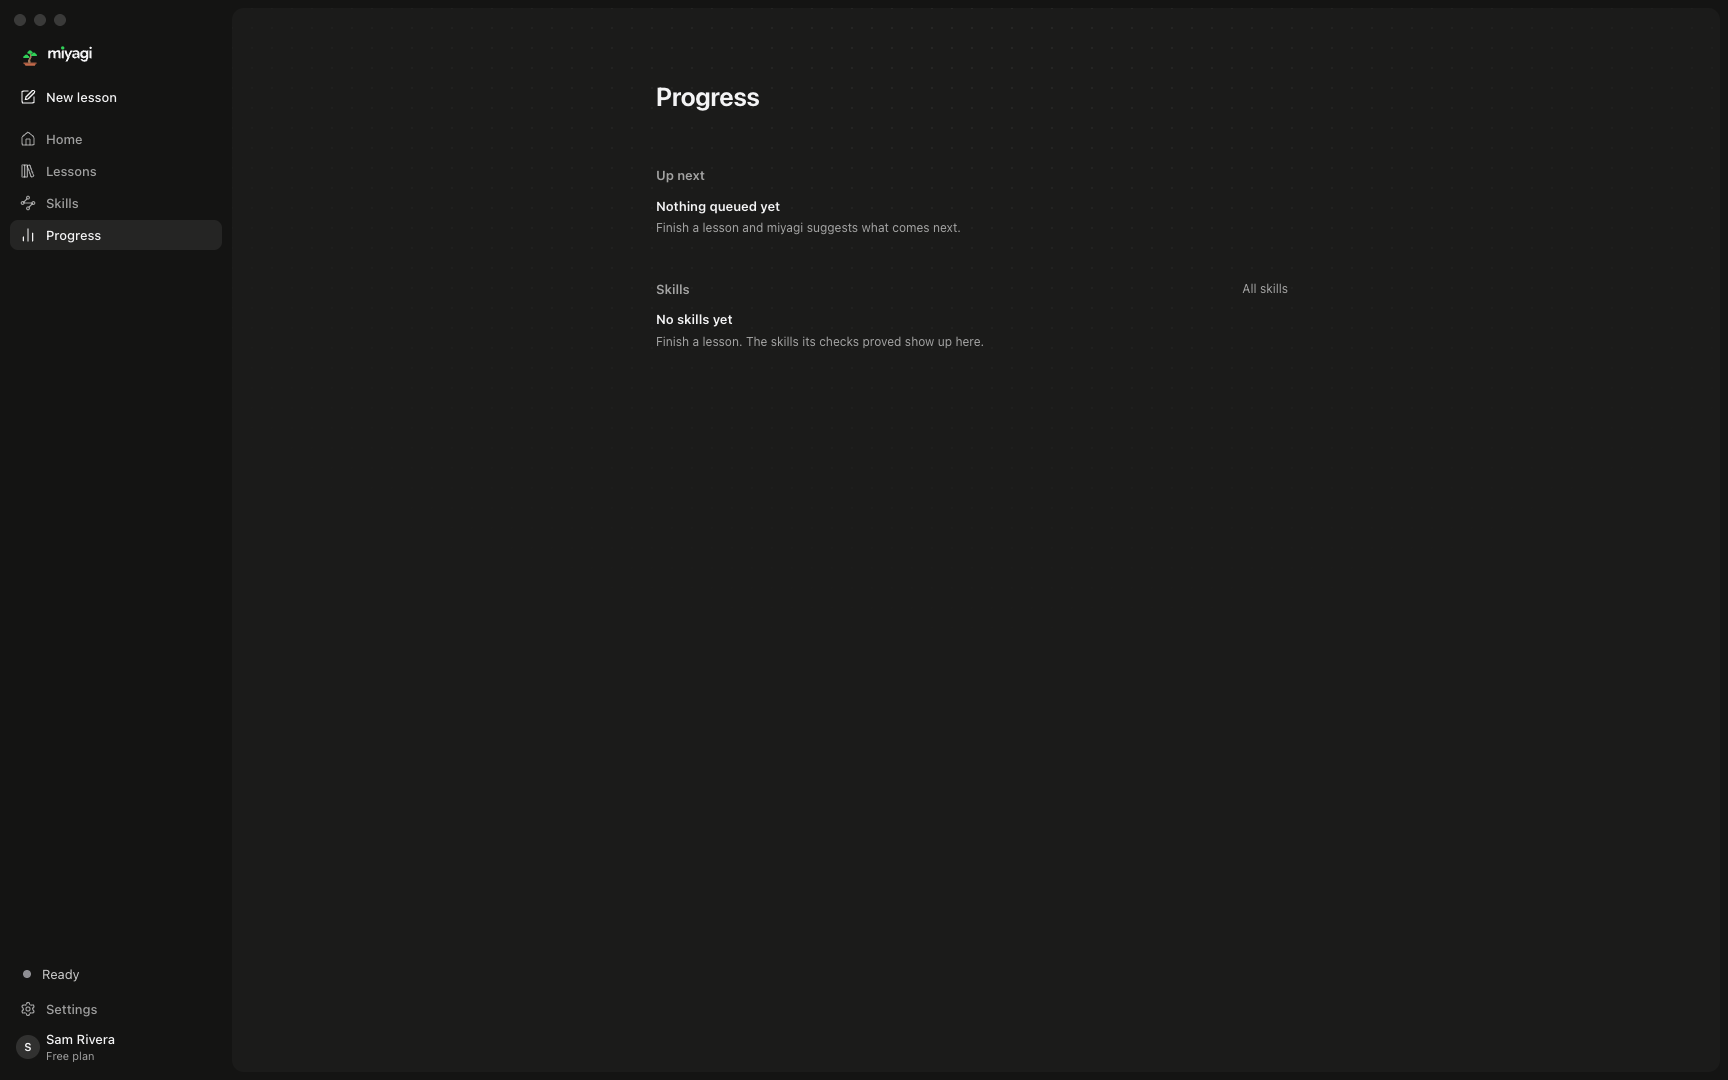 miyagi
New lesson
Home
Lessons
Skills
Progress
Progress
Up next
Nothing queued yet
Finish a lesson and miyagi suggests what comes next.
Skills
All skills
No skills yet
Finish a lesson. The skills its checks proved show up here.
Ready
Settings
S
Sam Rivera
Free plan